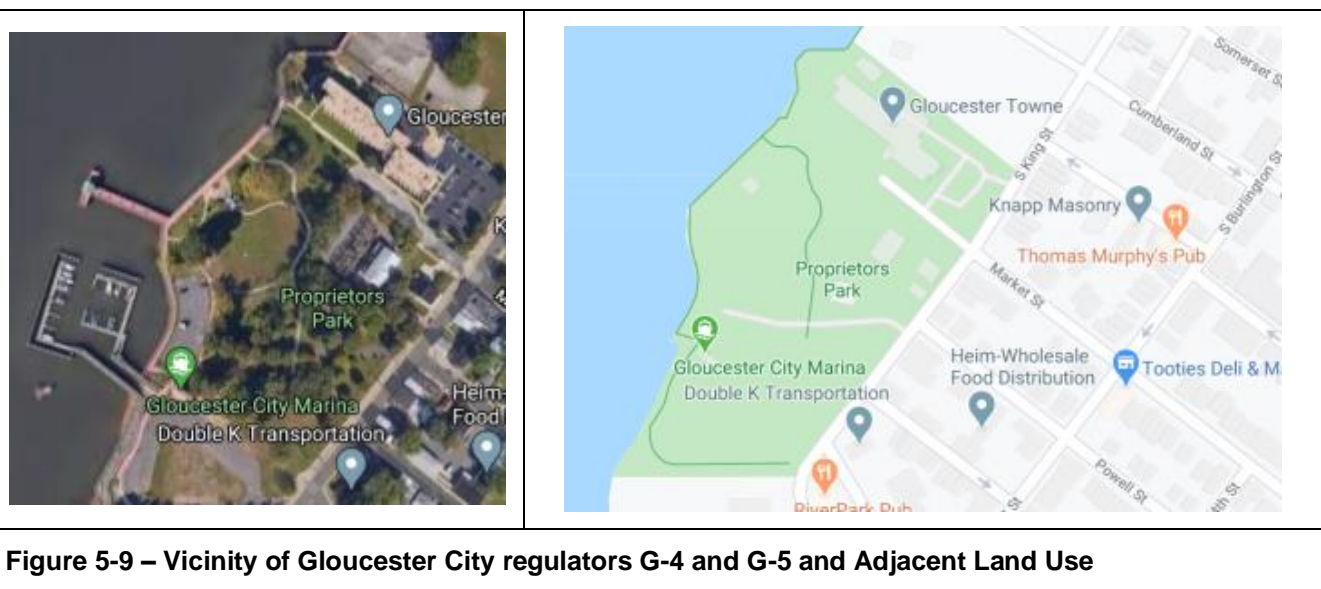 Gloucester
K
Proprietors
Park
Gloucester City Marina
Double K Transportation
Heim-
Food
Somerset S
Gloucester Towne
Cumberland St
S King St
S Burlington St
Knapp Masonry
Thomas Murphy's Pub
Proprietors
Park
Market St
Gloucester City Marina
Double K Transportation
Heim-Wholesale
Food Distribution
Tooties Deli & M
Powell St
St
RiverPark Pub
Figure 5-9 – Vicinity of Gloucester City regulators G-4 and G-5 and Adjacent Land Use